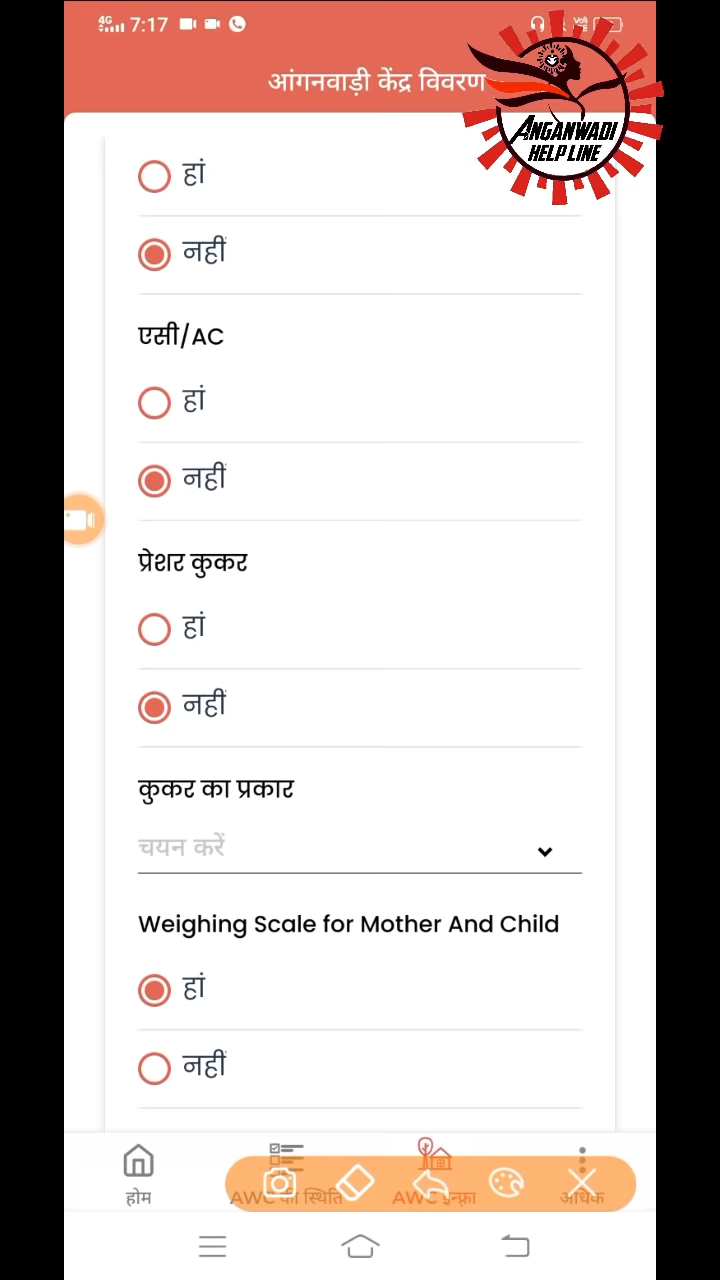 4G 7:17
आंगनवाड़ी केंद्र विवरण
ANGANWADI
HELP LINE
हां
नहीं
एसी/AC
हां
नहीं
प्रेशर कुकर
हां
नहीं
कुकर का प्रकार
चयन करें
Weighing Scale for Mother And Child
हां
नहीं
होम
AWC की स्थिति
AWC इन्फ्रा
अधिक